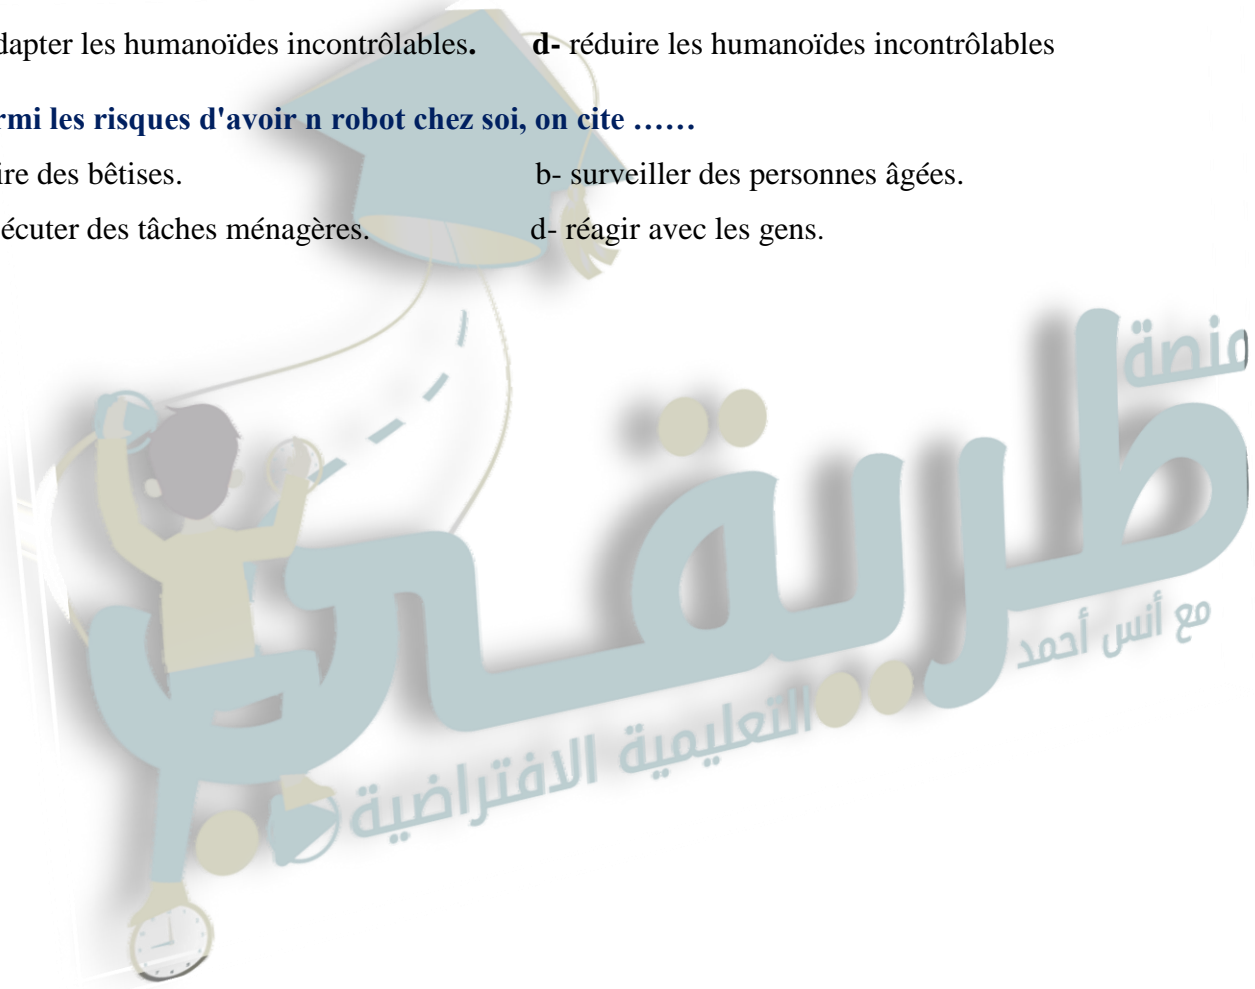 dapter les humanoïdes incontrôlables. d- réduire les humanoïdes incontrôlables
rmi les risques d'avoir n robot chez soi, on cite ……
ire des bêtises. b- surveiller des personnes âgées.
écuter des tâches ménagères. d- réagir avec les gens.
منصة
طريقي
مع أنس أحمد
التعليمية الافتراضية